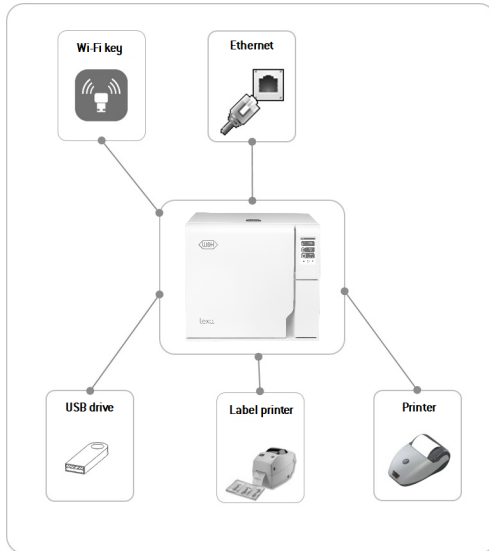 Wi-Fi key
Ethernet
W&H
Lexa
USB drive
Label printer
Printer